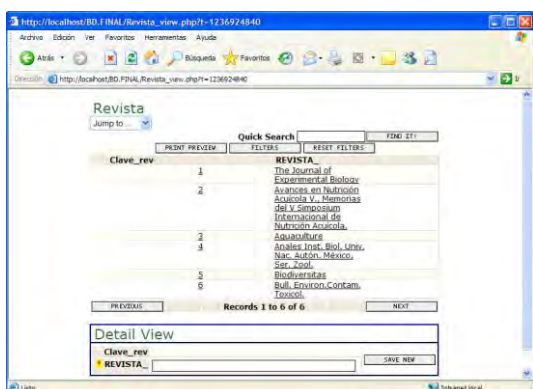 http://localhost/BD.FINAL/Revista_view.php?t=1236924840
Archivo Edición Ver Favoritos Herramientas Ayuda
Atrás Búsqueda Favoritos
Dirección http://localhost/BD.FINAL/Revista_view.php?t=1236924840 Ir
Revista
Jump to ...
Quick Search FIND IT!
PRINT PREVIEW FILTERS RESET FILTERS
Clave_rev REVISTA_
1 The Journal of
Experimental Biology
2 Avances en Nutrición
Acuicola V.. Memorias
del V Simposium
Internacional de
Nutrición Acuícola.
3 Aquaculture
4 Anales Inst. Biol. Univ.
Nac. Autón. México.
Ser. Zool.
5 Biodiversitas
6 Bull. Environ.Contam.
Toxicol.
PREVIOUS Records 1 to 6 of 6 NEXT
Detail View
Clave_rev
REVISTA_ SAVE NEW
Listo Intranet local